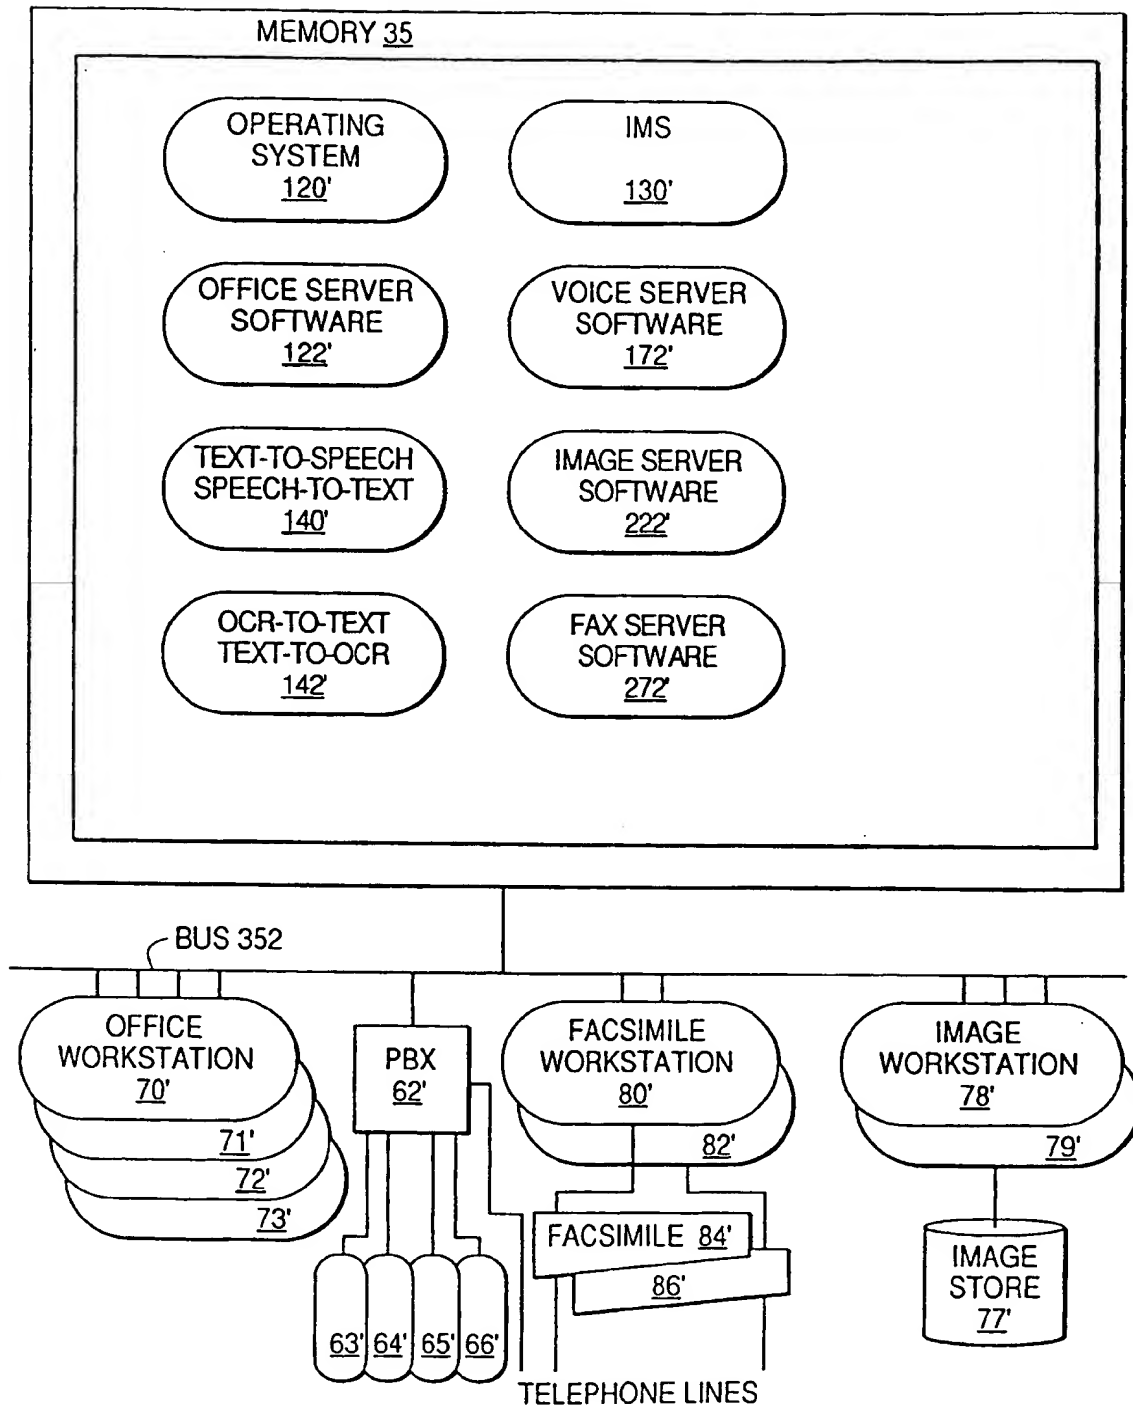 MEMORY 35
OPERATING
SYSTEM
120'
IMS
130'
OFFICE SERVER
SOFTWARE
122'
VOICE SERVER
SOFTWARE
172'
TEXT-TO-SPEECH
SPEECH-TO-TEXT
140'
IMAGE SERVER
SOFTWARE
222'
OCR-TO-TEXT
TEXT-TO-OCR
142'
FAX SERVER
SOFTWARE
272'
BUS 352
OFFICE
WORKSTATION
70'
71'
72'
73'
PBX
62'
63'
64'
65'
66'
FACSIMILE
WORKSTATION
80'
82'
FACSIMILE 84'
86'
TELEPHONE LINES
IMAGE
WORKSTATION
78'
79'
IMAGE
STORE
77'